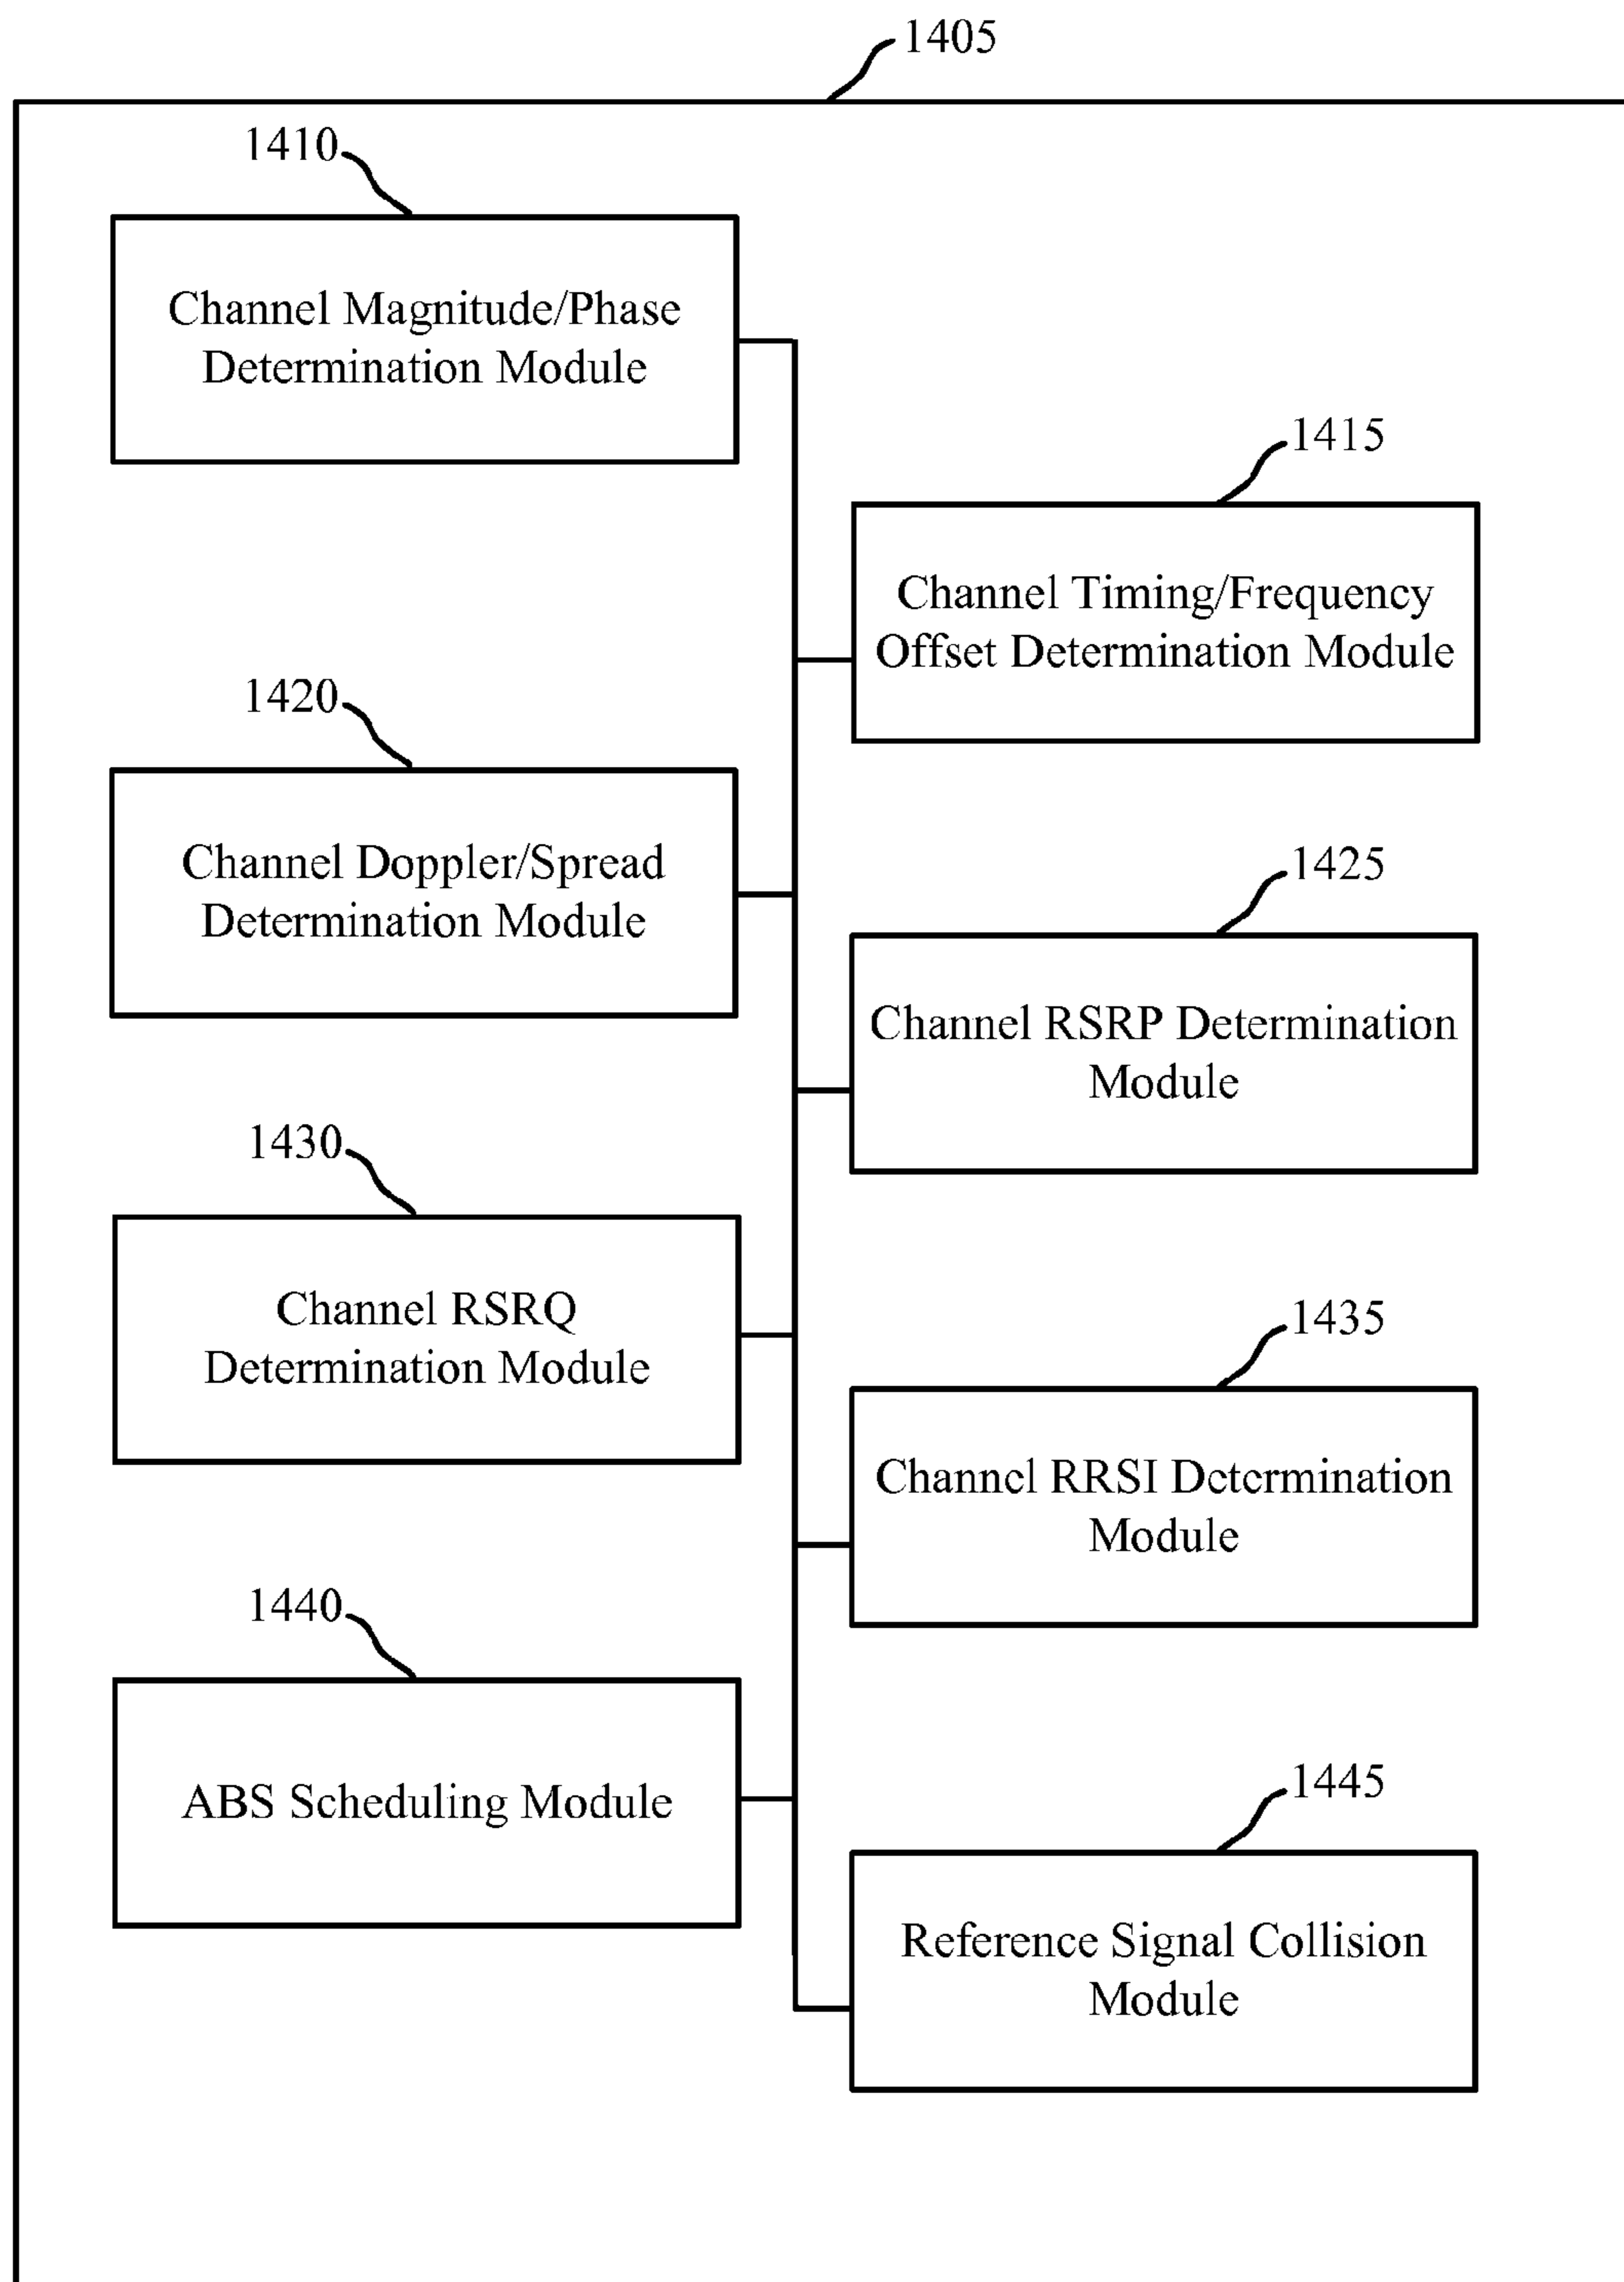 1405
1410
Channel Magnitude/Phase
Determination Module
1415
Channel Timing/Frequency
Offset Determination Module
1420
Channel Doppler/Spread
Determination Module
1425
Channel RSRP Determination
Module
1430
Channel RSRQ
Determination Module
1435
Channel RRSI Determination
Module
1440
ABS Scheduling Module
1445
Reference Signal Collision
Module